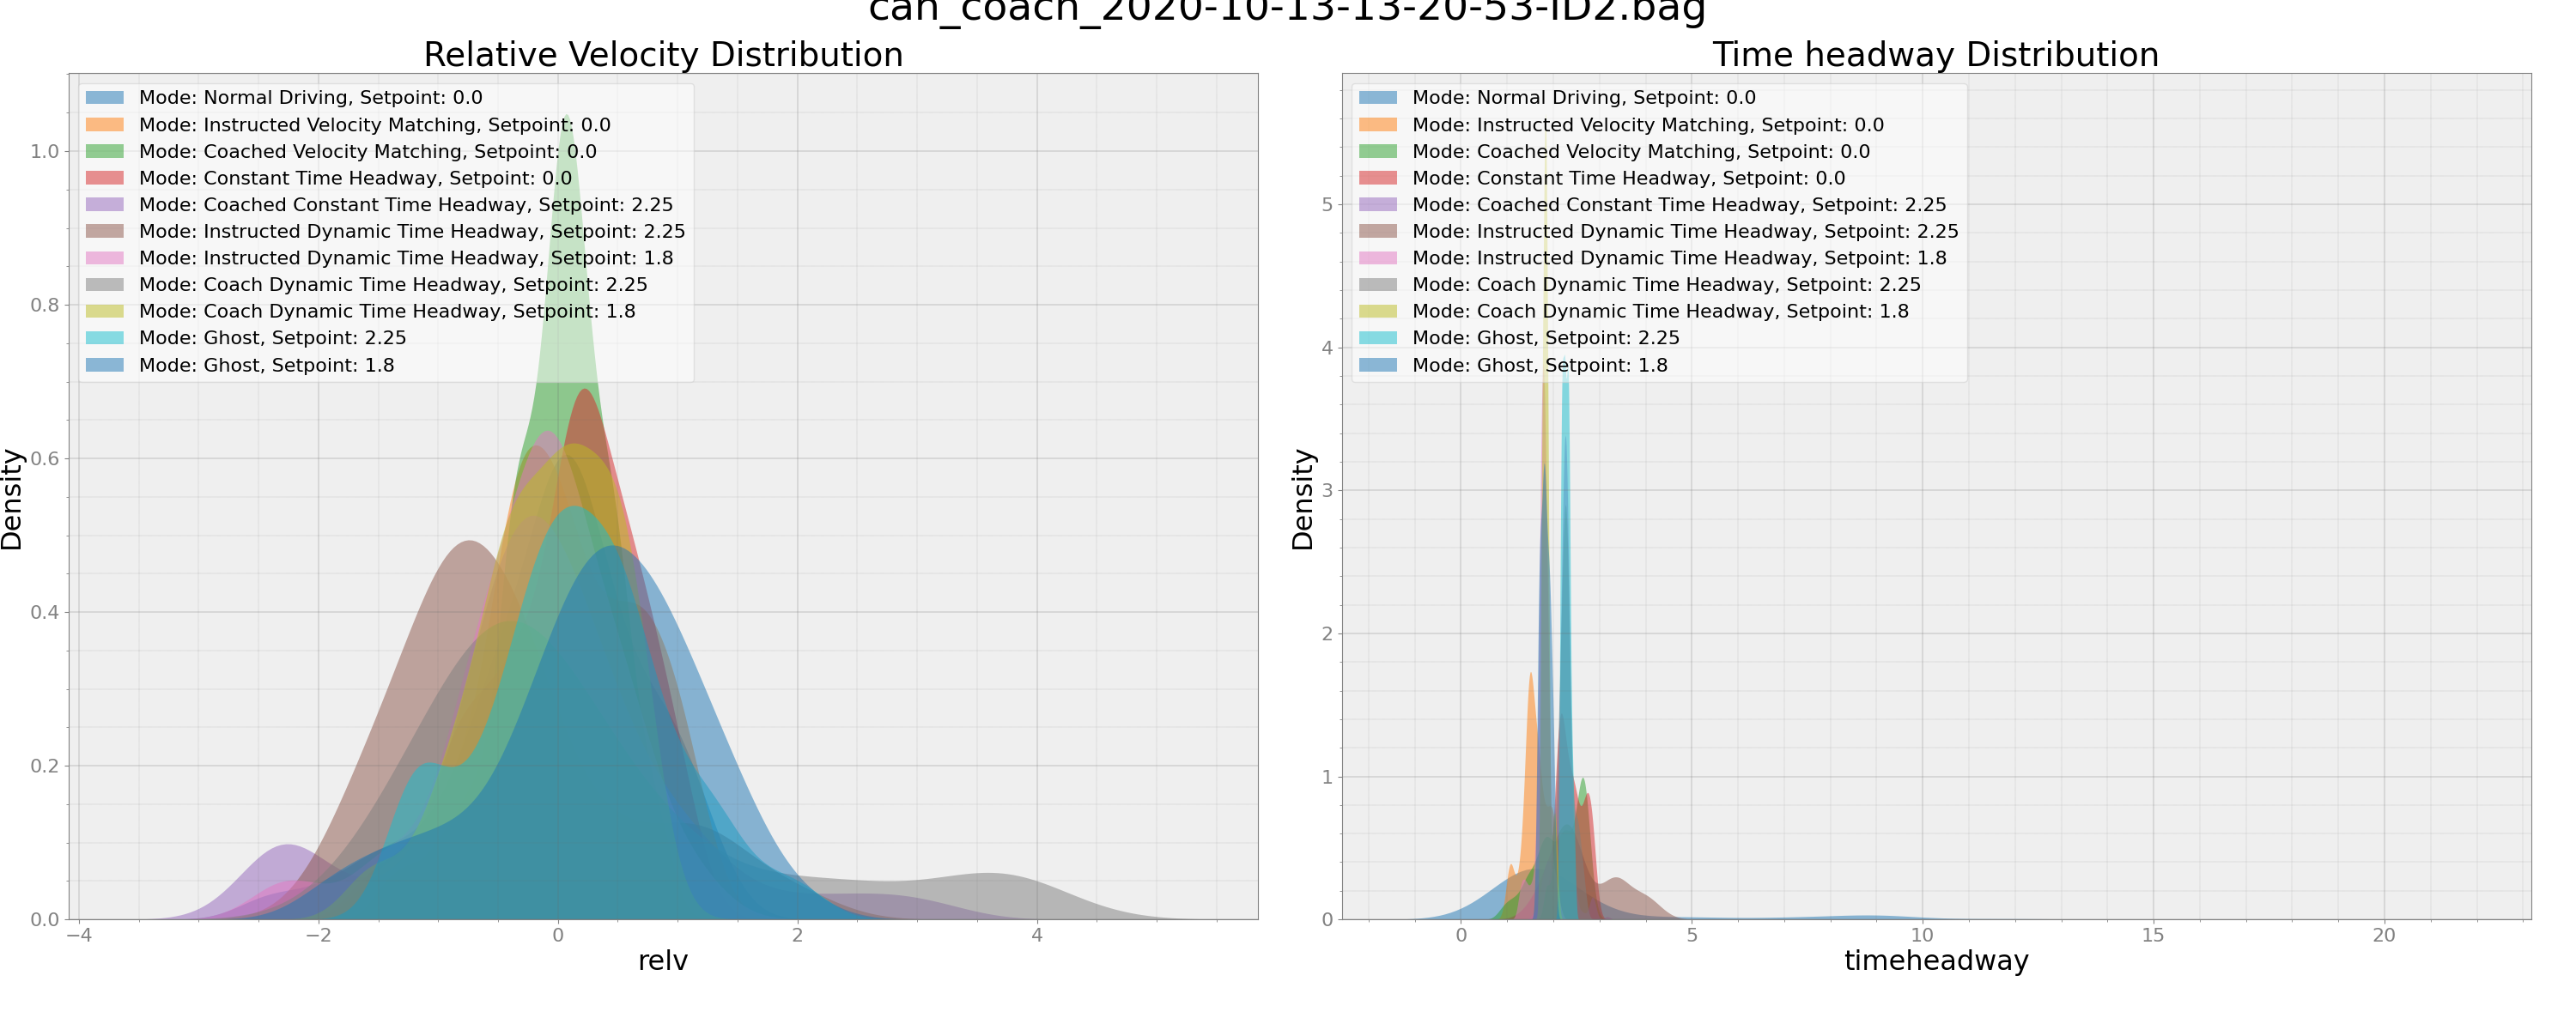 can_coach_2020-10-13-13-20-53-ID2.bag
Relative Velocity Distribution
Mode: Normal Driving, Setpoint: 0.0
Mode: Instructed Velocity Matching, Setpoint: 0.0
Mode: Coached Velocity Matching, Setpoint: 0.0
Mode: Constant Time Headway, Setpoint: 0.0
Mode: Coached Constant Time Headway, Setpoint: 2.25
Mode: Instructed Dynamic Time Headway, Setpoint: 2.25
Mode: Instructed Dynamic Time Headway, Setpoint: 1.8
Mode: Coach Dynamic Time Headway, Setpoint: 2.25
Mode: Coach Dynamic Time Headway, Setpoint: 1.8
Mode: Ghost, Setpoint: 2.25
Mode: Ghost, Setpoint: 1.8
Density
1.0
0.8
0.6
0.4
0.2
0.0
−4 −2 0 2 4
relv
Time headway Distribution
Mode: Normal Driving, Setpoint: 0.0
Mode: Instructed Velocity Matching, Setpoint: 0.0
Mode: Coached Velocity Matching, Setpoint: 0.0
Mode: Constant Time Headway, Setpoint: 0.0
Mode: Coached Constant Time Headway, Setpoint: 2.25
Mode: Instructed Dynamic Time Headway, Setpoint: 2.25
Mode: Instructed Dynamic Time Headway, Setpoint: 1.8
Mode: Coach Dynamic Time Headway, Setpoint: 2.25
Mode: Coach Dynamic Time Headway, Setpoint: 1.8
Mode: Ghost, Setpoint: 2.25
Mode: Ghost, Setpoint: 1.8
Density
5
4
3
2
1
0
0 5 10 15 20
timeheadway